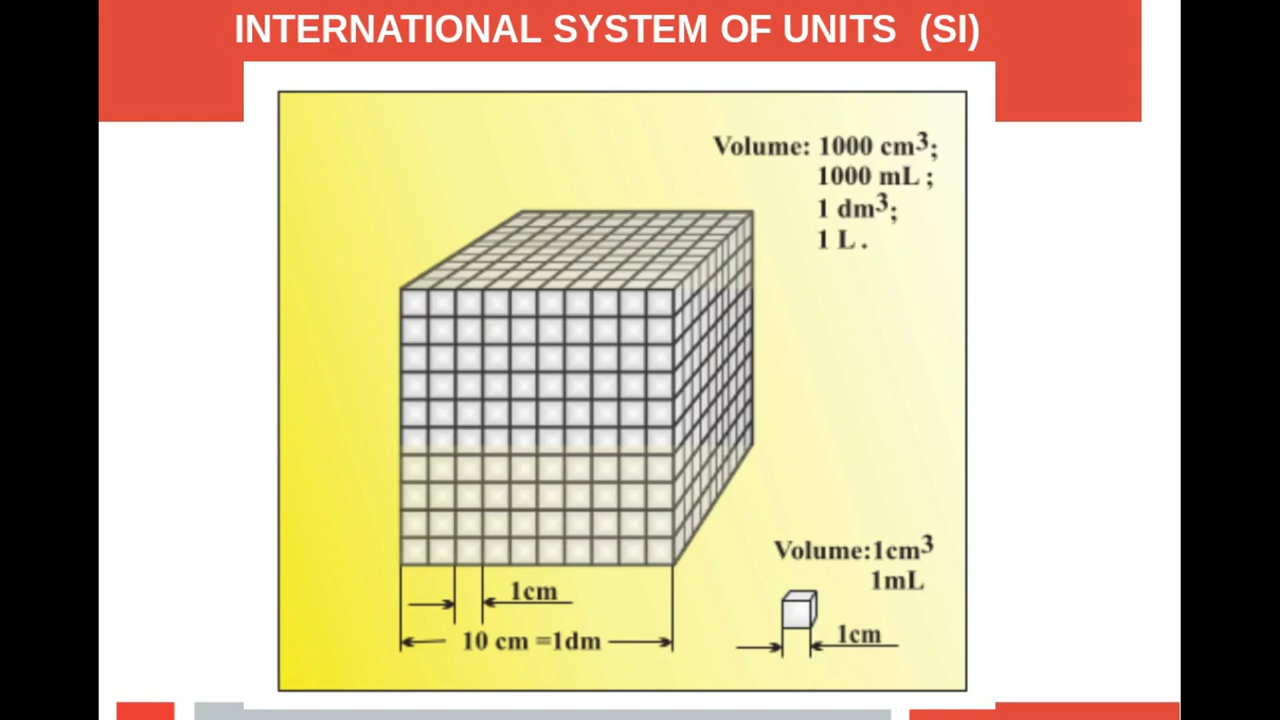 INTERNATIONAL SYSTEM OF UNITS (SI)
Volume: 1000 cm³;
1000 mL ;
1 dm³;
1 L .
Volume:1cm³
1mL
1cm
10 cm =1dm
1cm